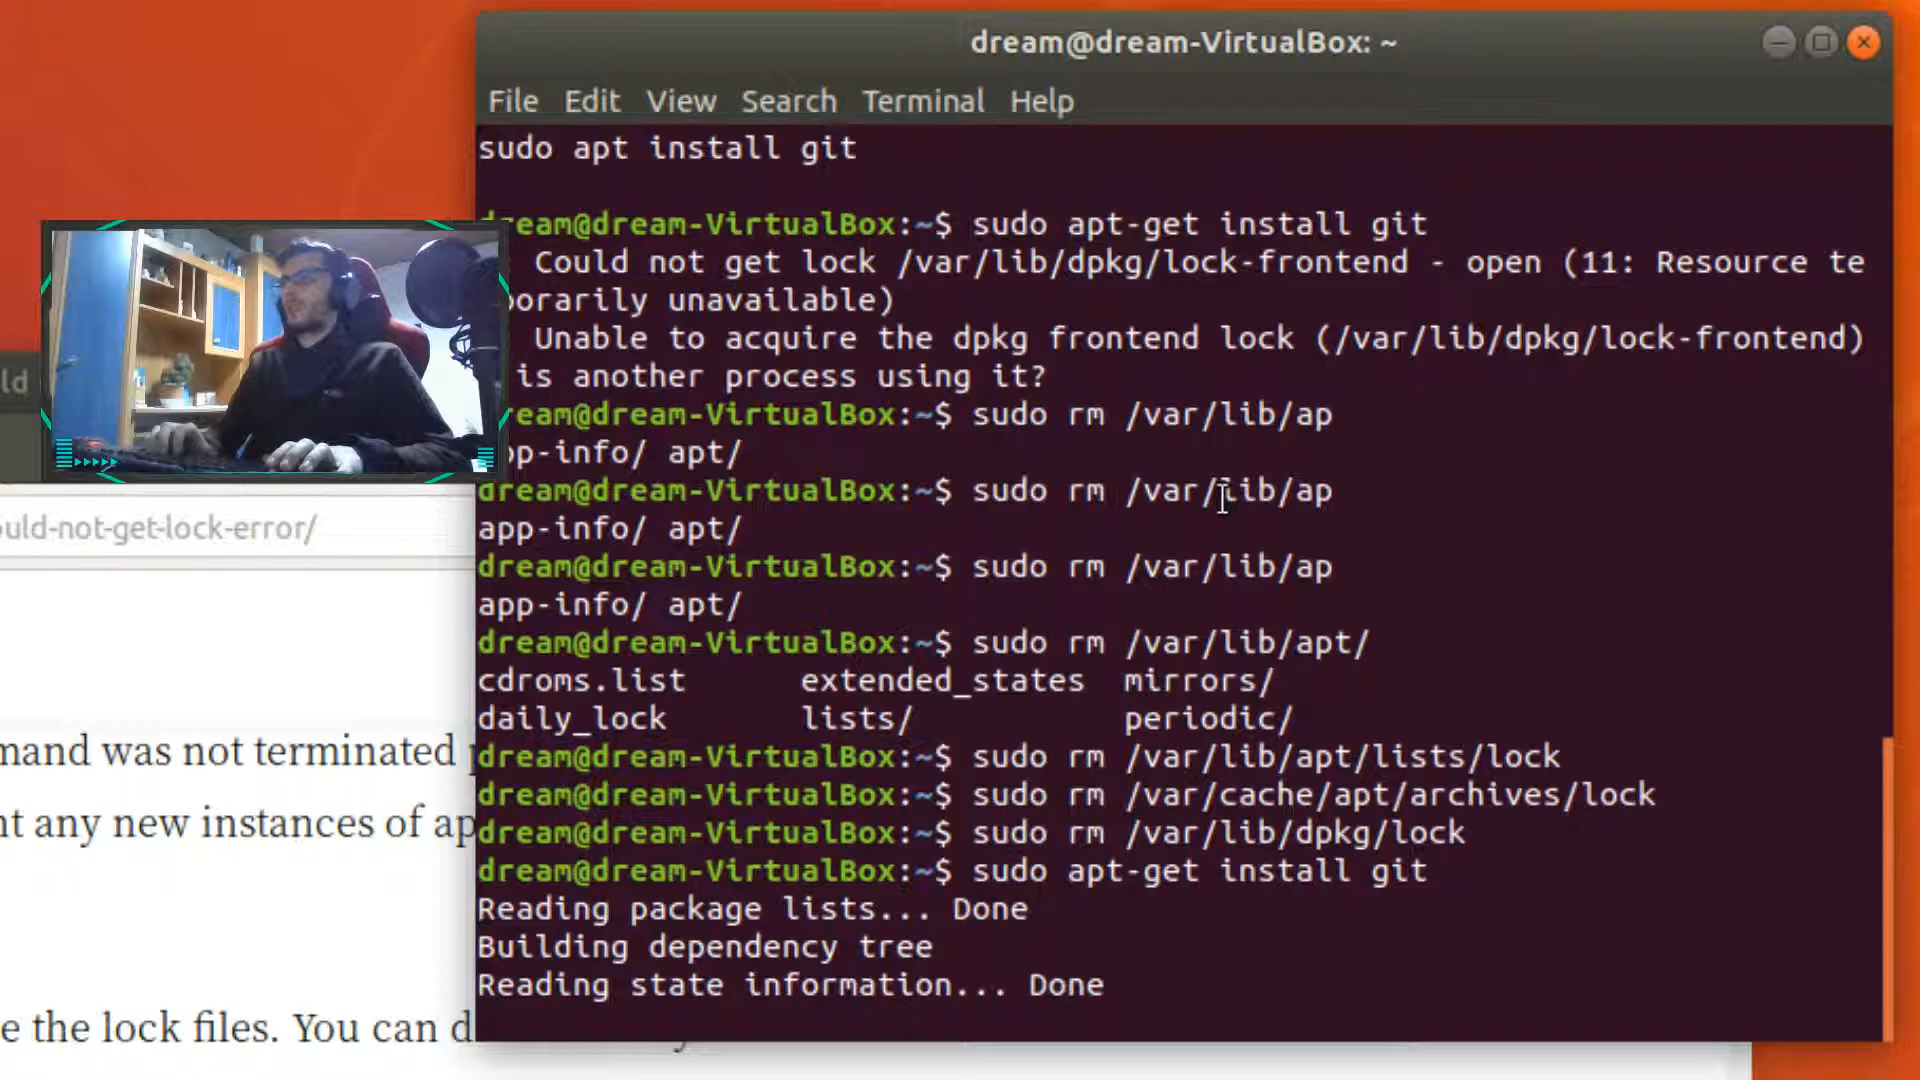 dream@dream-VirtualBox: ~
File Edit View Search Terminal Help
sudo apt install git
dream@dream-VirtualBox:~$ sudo apt-get install git
Could not get lock /var/lib/dpkg/lock-frontend - open (11: Resource te
porarily unavailable)
Unable to acquire the dpkg frontend lock (/var/lib/dpkg/lock-frontend)
is another process using it?
dream@dream-VirtualBox:~$ sudo rm /var/lib/ap
pp-info/ apt/
dream@dream-VirtualBox:~$ sudo rm /var/lib/ap
app-info/ apt/
dream@dream-VirtualBox:~$ sudo rm /var/lib/ap
app-info/ apt/
dream@dream-VirtualBox:~$ sudo rm /var/lib/apt/
cdroms.list extended_states mirrors/
daily_lock lists/ periodic/
dream@dream-VirtualBox:~$ sudo rm /var/lib/apt/lists/lock
dream@dream-VirtualBox:~$ sudo rm /var/cache/apt/archives/lock
dream@dream-VirtualBox:~$ sudo rm /var/lib/dpkg/lock
dream@dream-VirtualBox:~$ sudo apt-get install git
Reading package lists... Done
Building dependency tree
Reading state information... Done
ld
uld-not-get-lock-error/
mand was not terminated
nt any new instances of ap
e the lock files. You can d